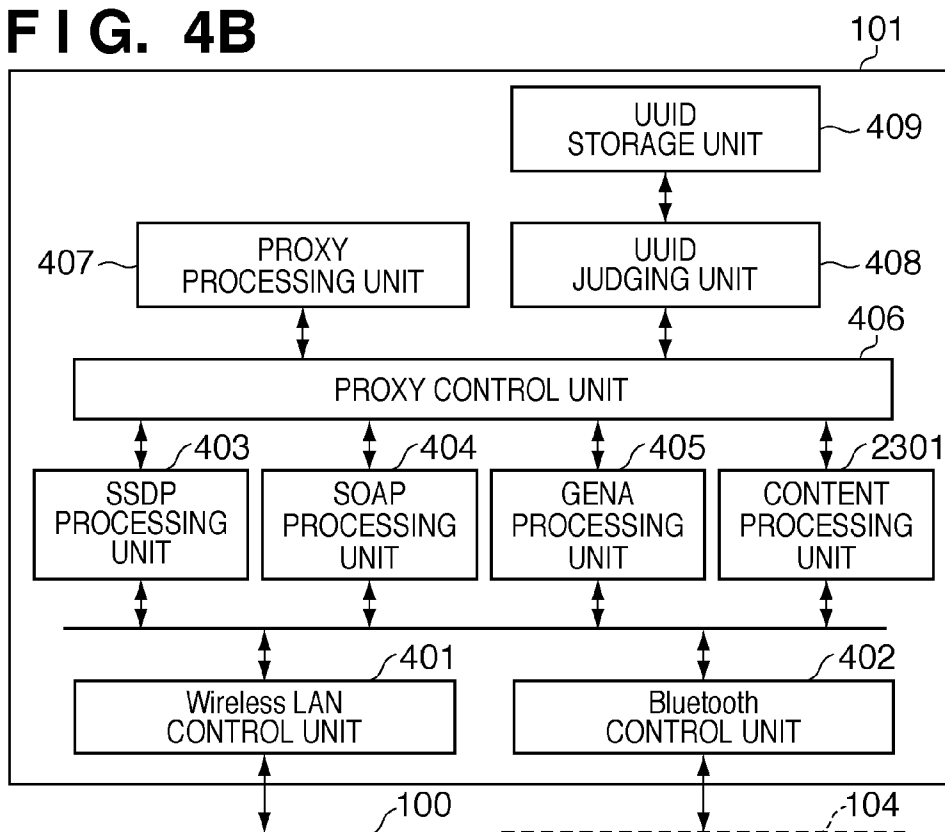 FIG. 4B
101
UUID
STORAGE UNIT
409
407
PROXY
PROCESSING UNIT
UUID
JUDGING UNIT
408
406
PROXY CONTROL UNIT
403
404
405
2301
SSDP
PROCESSING
UNIT
SOAP
PROCESSING
UNIT
GENA
PROCESSING
UNIT
CONTENT
PROCESSING
UNIT
401
402
Wireless LAN
CONTROL UNIT
Bluetooth
CONTROL UNIT
100
104